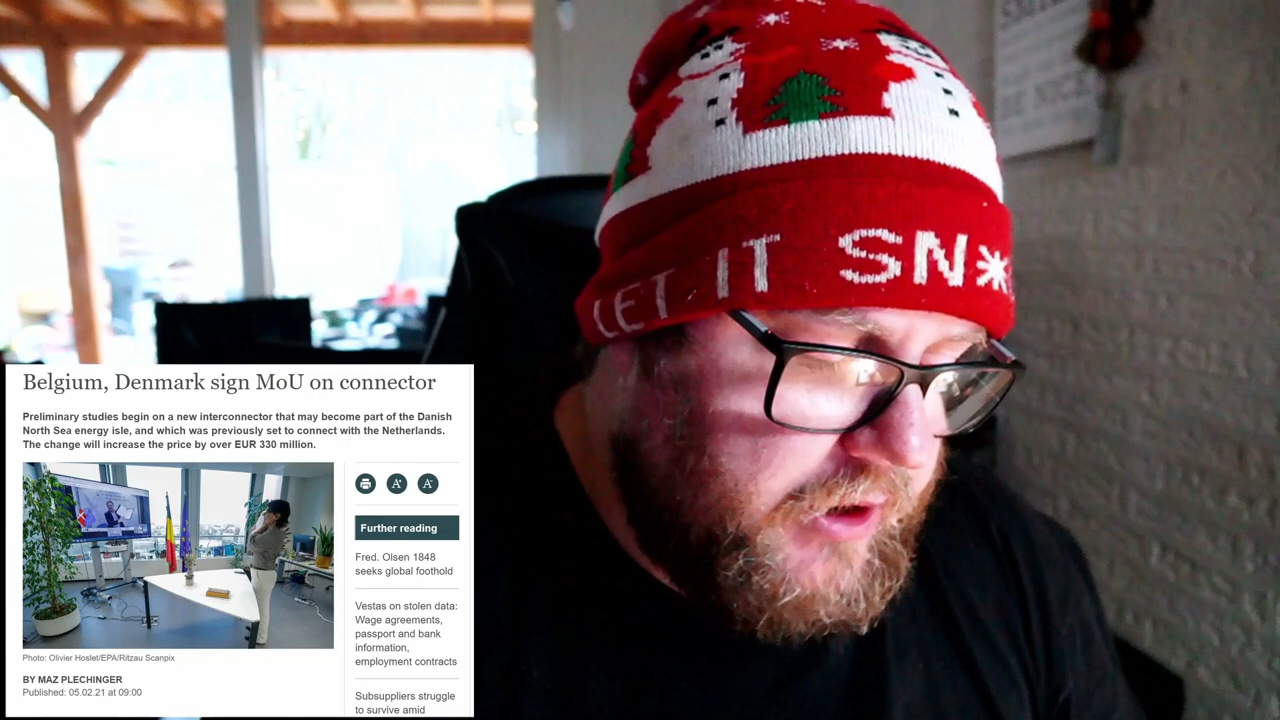 LET IT SN
BE NICE
Belgium, Denmark sign MoU on connector
Preliminary studies begin on a new interconnector that may become part of the Danish
North Sea energy isle, and which was previously set to connect with the Netherlands.
The change will increase the price by over EUR 330 million.
A+
A-
Further reading
Fred. Olsen 1848
seeks global foothold
Vestas on stolen data:
Wage agreements,
passport and bank
information,
employment contracts
Subsuppliers struggle
to survive amid
Photo: Olivier Hoslet/EPA/Ritzau Scanpix
BY MAZ PLECHINGER
Published: 05.02.21 at 09:00